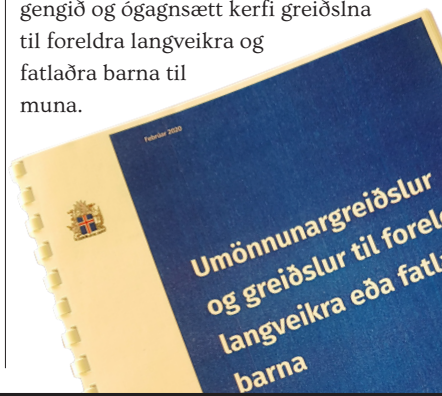 gengið og ógagnsætt kerfi greiðslna
til foreldra langveikra og
fatlaðra barna til
muna.
Febrúar 2020
Umönnunargreiðslur
og greiðslur til forel
langveikra eða fatla
barna